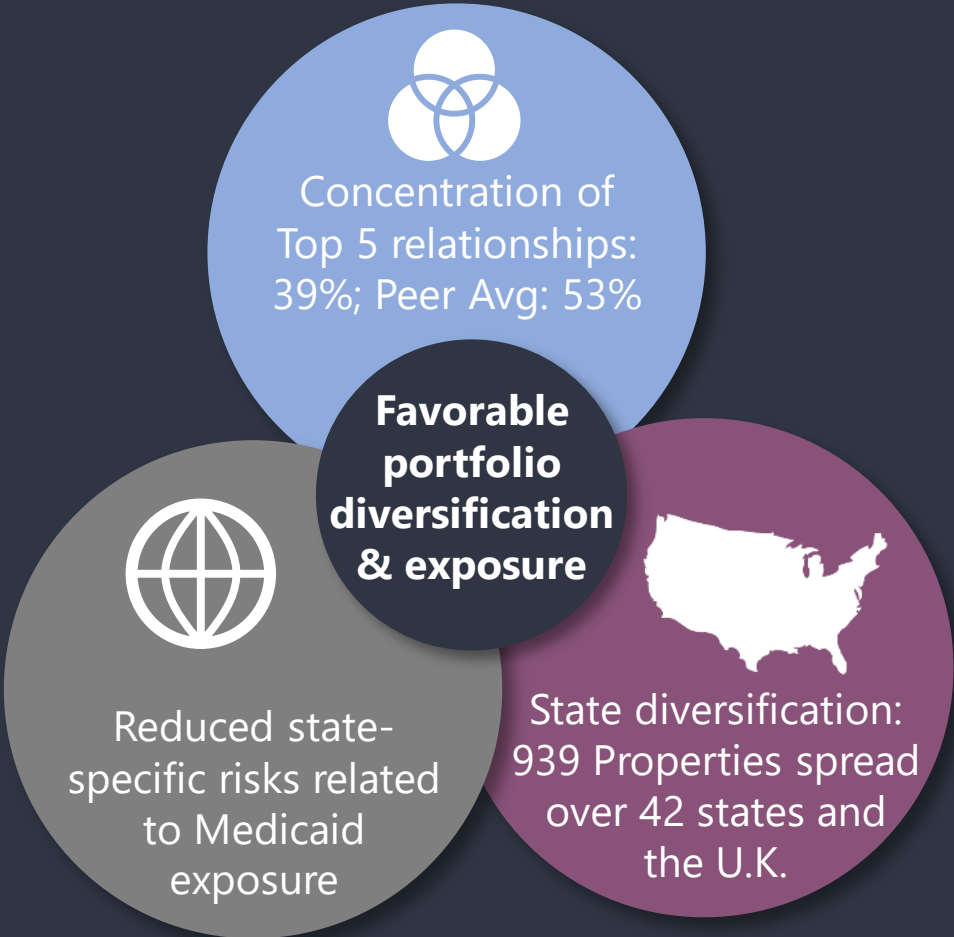 Concentration of
Top 5 relationships:
39%; Peer Avg: 53%
Favorable
portfolio
diversification
& exposure
Reduced state-
specific risks related
to Medicaid
exposure
State diversification:
939 Properties spread
over 42 states and
the U.K.